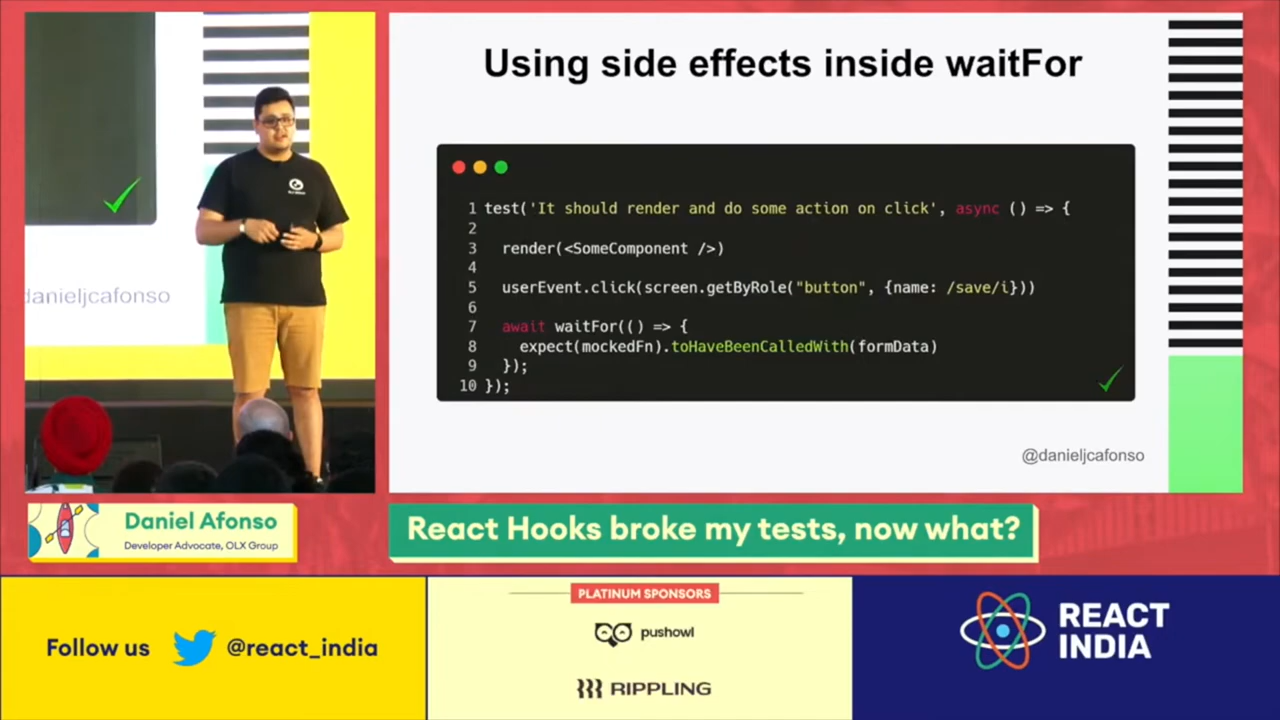 danieljcafonso
Using side effects inside waitFor
1 test('It should render and do some action on click', async () => {
2
3 render(<SomeComponent />)
4
5 userEvent.click(screen.getByRole("button", {name: /save/i}))
6
7 await waitFor(() => {
8 expect(mockedFn).toHaveBeenCalledWith(formData)
9 });
10 });
@danieljcafonso
Daniel Afonso
Developer Advocate, OLX Group
React Hooks broke my tests, now what?
Follow us @react_india
PLATINUM SPONSORS
pushowl
RIPPLING
REACT
INDIA